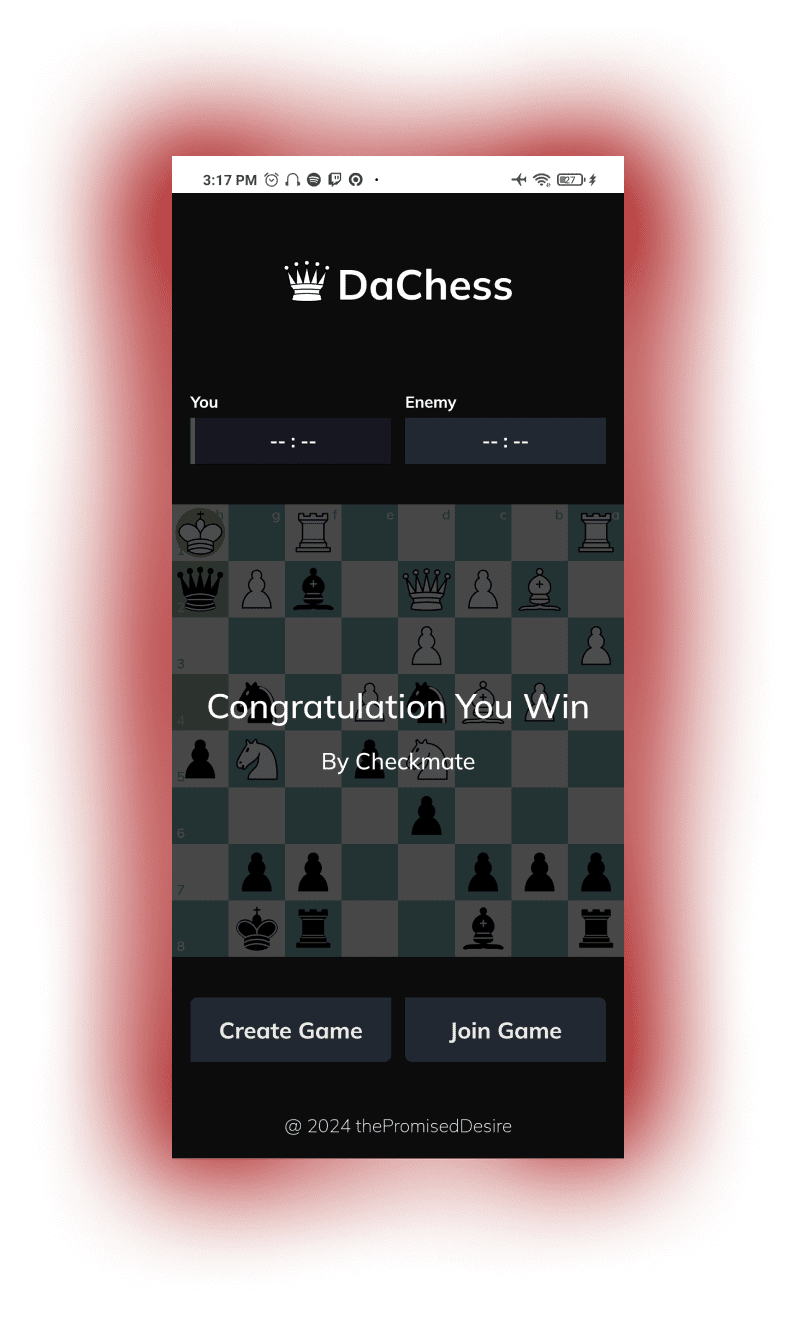 3:17 PM 27
DaChess
You Enemy
-- : -- -- : --
h g f e d c b a
1
2
3
4
Congratulation You Win
5
By Checkmate
6
7
8
Create Game Join Game
@ 2024 thePromisedDesire